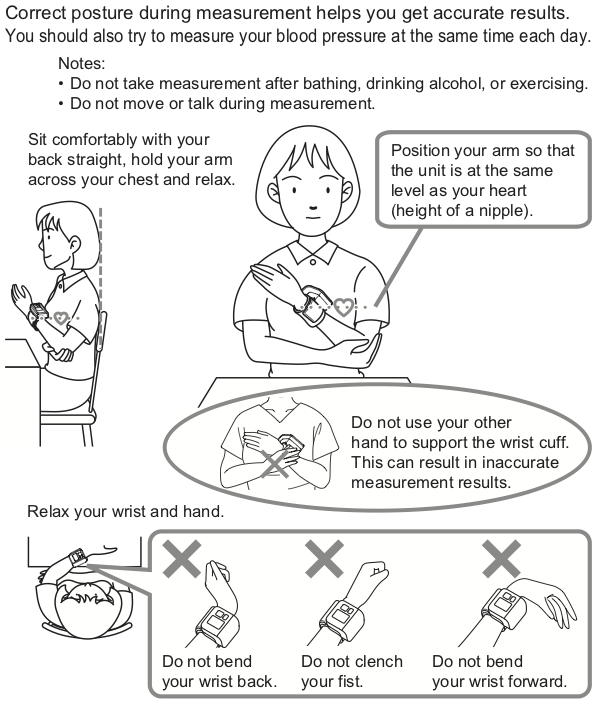 Correct posture during measurement helps you get accurate results.
You should also try to measure your blood pressure at the same time each day.
Notes:
• Do not take measurement after bathing, drinking alcohol, or exercising.
• Do not move or talk during measurement.
Sit comfortably with your
back straight, hold your arm
across your chest and relax.
Position your arm so that
the unit is at the same
level as your heart
(height of a nipple).
Do not use your other
hand to support the wrist cuff.
This can result in inaccurate
measurement results.
Relax your wrist and hand.
Do not bend
your wrist back.
Do not clench
your fist.
Do not bend
your wrist forward.